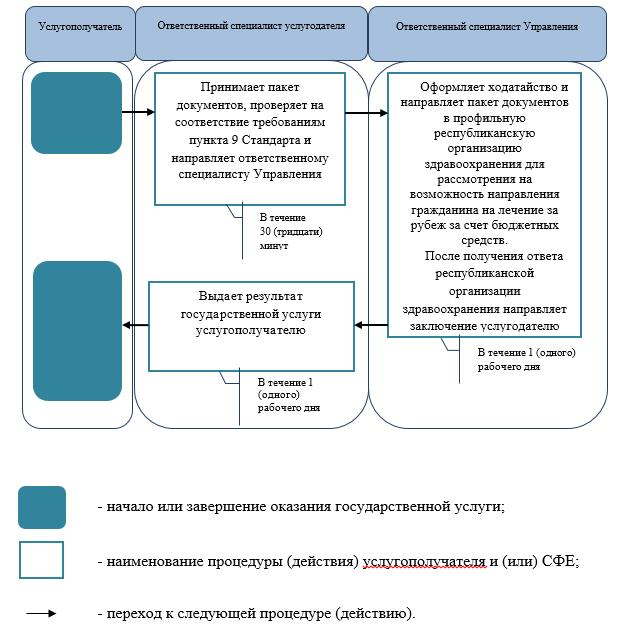 Услугополучатель
Ответственный специалист услугодателя
Ответственный специалист Управления
Принимает пакет
документов, проверяет на
соответствие требованиям
пункта 9 Стандарта и
направляет ответственному
специалисту Управления
В течение
30 (тридцати)
минут
Оформляет ходатайство и
направляет пакет документов
в профильную
республиканскую
организацию
здравоохранения для
рассмотрения на
возможность направления
гражданина на лечение за
рубеж за счет бюджетных
средств.
После получения ответа
республиканской
организации
здравоохранения направляет
заключение услугодателю
В течение 1 (одного)
рабочего дня
Выдает результат
государственной услуги
услугополучателю
В течение 1
(одного)
рабочего дня
- начало или завершение оказания государственной услуги;
- наименование процедуры (действия) услугополучателя и (или) СФЕ;
- переход к следующей процедуре (действию).